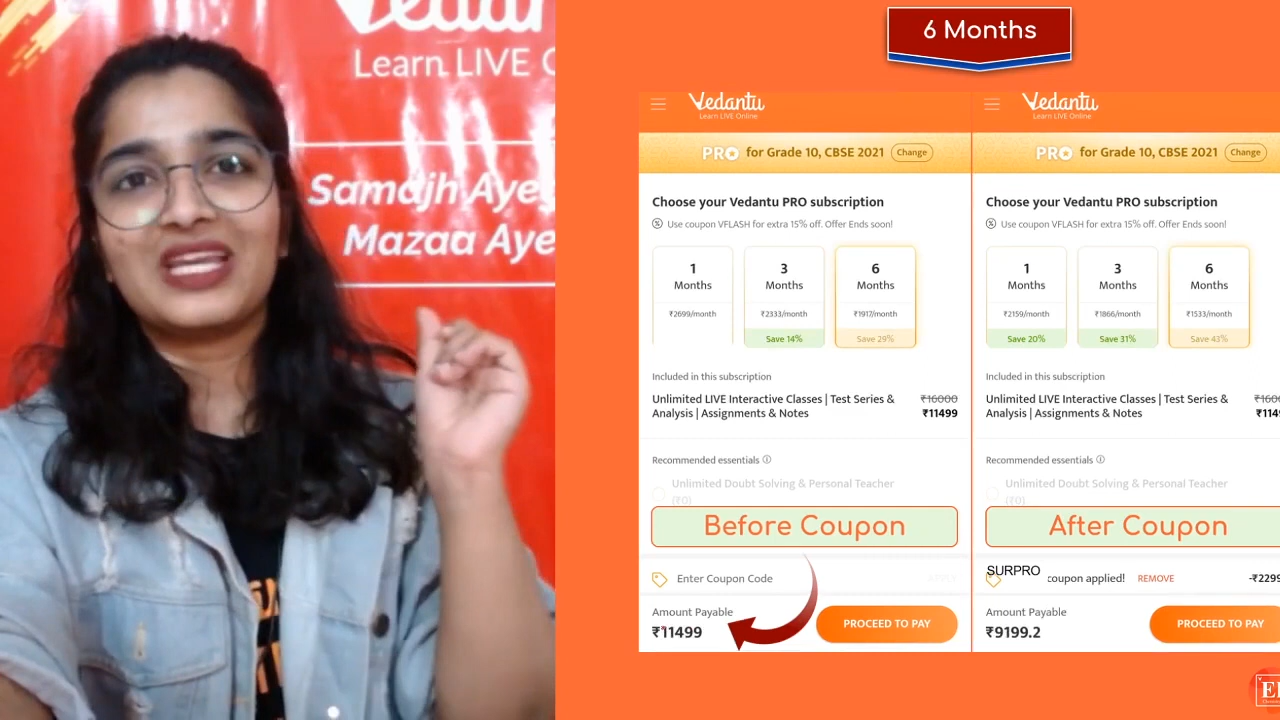 Vedantu
Learn LIVE
Samajh Aye
Mazaa Aye
6 Months
Vedantu
Learn LIVE Online
PRO for Grade 10, CBSE 2021 Change
Choose your Vedantu PRO subscription
Use coupon VFLASH for extra 15% off. Offer Ends soon!
1 Months ₹2699/month
3 Months ₹2333/month Save 14%
6 Months ₹1917/month Save 29%
Included in this subscription
Unlimited LIVE Interactive Classes | Test Series & ₹16000
Analysis | Assignments & Notes ₹11499
Recommended essentials
Unlimited Doubt Solving & Personal Teacher
(₹0)
Before Coupon
Enter Coupon Code
Amount Payable
₹11499
PROCEED TO PAY
Vedantu
Learn LIVE Online
PRO for Grade 10, CBSE 2021 Change
Choose your Vedantu PRO subscription
Use coupon VFLASH for extra 15% off. Offer Ends soon!
1 Months ₹2159/month Save 20%
3 Months ₹1866/month Save 31%
6 Months ₹1533/month Save 43%
Included in this subscription
Unlimited LIVE Interactive Classes | Test Series &
Analysis | Assignments & Notes
Recommended essentials
Unlimited Doubt Solving & Personal Teacher
(₹0)
After Coupon
SURPRO coupon applied! REMOVE -₹2299
Amount Payable
₹9199.2
PROCEED TO PAY